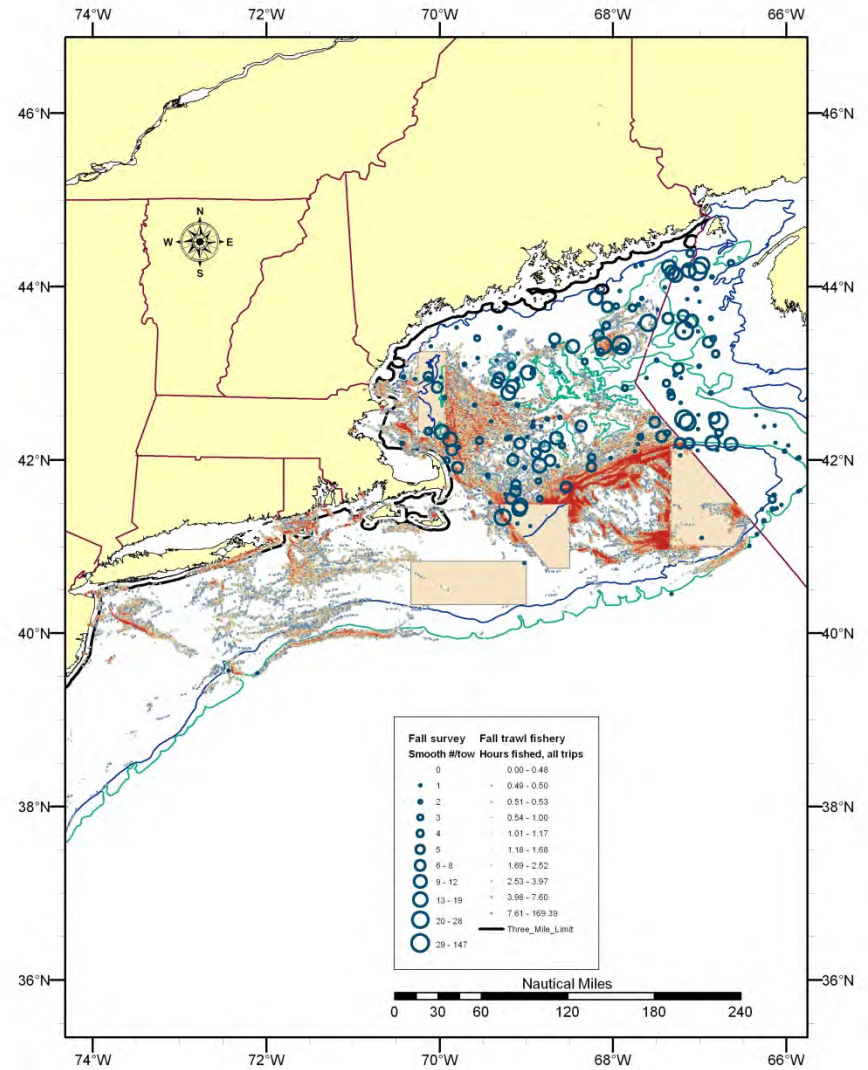 74°W 72°W 70°W 68°W 66°W
46°N 46°N
N
W E
S
44°N 44°N
42°N 42°N
40°N 40°N
Fall survey Fall trawl fishery
Smooth #/tow Hours fished, all trips
0 0.00 - 0.48
1 0.49 - 0.50
2 0.51 - 0.53
3 0.54 - 1.00
4 1.01 - 1.17
5 1.18 - 1.68
6 - 8 1.69 - 2.52
9 - 12 2.53 - 3.97
13 - 19 3.98 - 7.60
20 - 28 7.61 - 169.39
29 - 147 Three_Mile_Limit
38°N 38°N
36°N 36°N
Nautical Miles
0 30 60 120 180 240
74°W 72°W 70°W 68°W 66°W